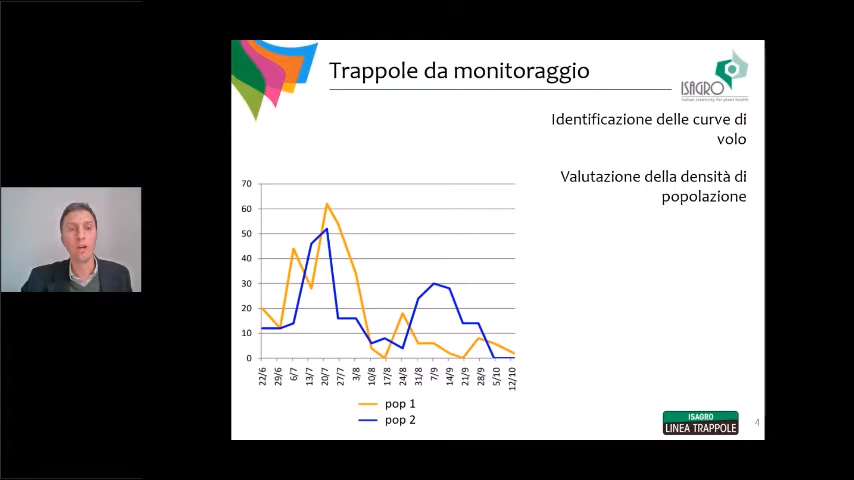 Trappole da monitoraggio
ISAGRO
Italian creativity for plant health
Identificazione delle curve di
volo
Valutazione della densità di
popolazione
70
60
50
40
30
20
10
0
22/6 29/6 6/7 13/7 20/7 27/7 3/8 10/8 17/8 24/8 31/8 7/9 14/9 21/9 28/9 5/10 12/10
pop 1
pop 2
ISAGRO
LINEA TRAPPOLE
4